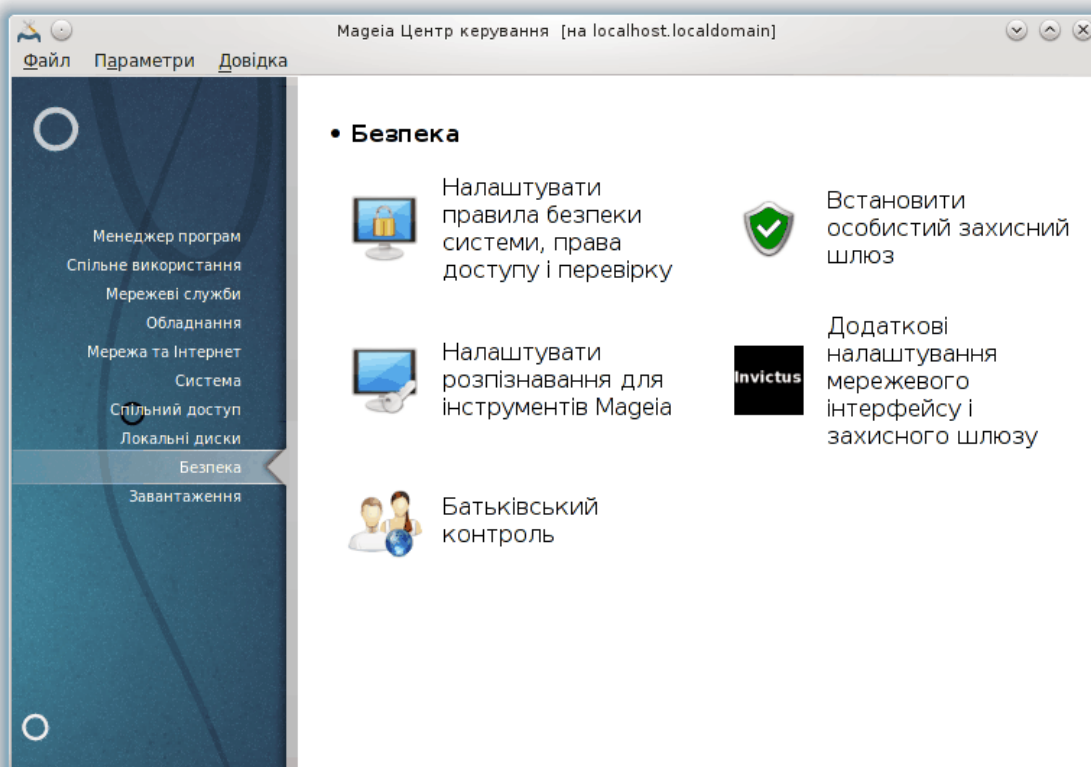 Mageia Центр керування [на localhost.localdomain]
Файл Параметри Довідка
Менеджер програм
Спільне використання
Мережеві служби
Обладнання
Мережа та Інтернет
Система
Спільний доступ
Локальні диски
Безпека
Завантаження
• Безпека
Налаштувати
правила безпеки
системи, права
доступу і перевірку
Встановити
особистий захисний
шлюз
Налаштувати
розпізнавання для
інструментів Mageia
Invictus
Додаткові
налаштування
мережевого
інтерфейсу і
захисного шлюзу
Батьківський
контроль